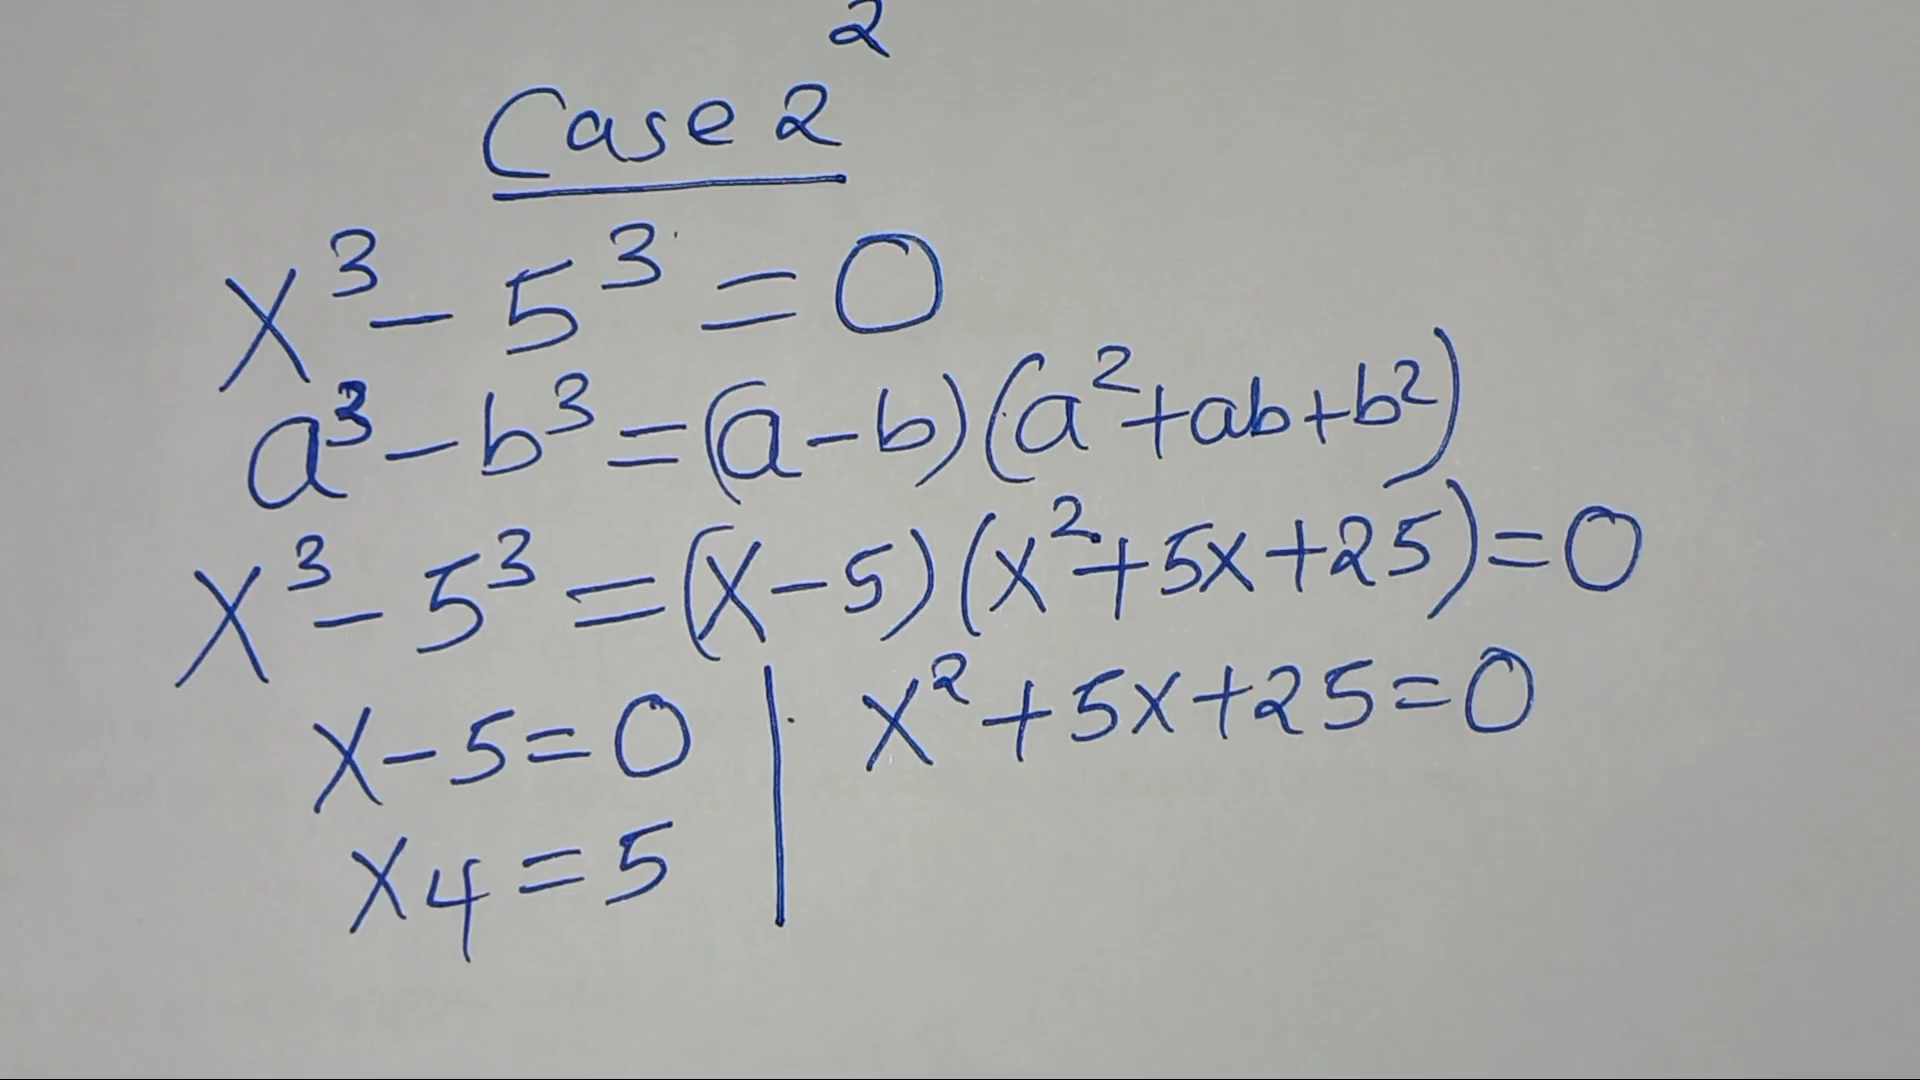 2
Case 2
x³ - 5³ = 0
a³ - b³ = (a - b)(a² + ab + b²)
x³ - 5³ = (x - 5)(x² + 5x + 25) = 0
x - 5 = 0 | x² + 5x + 25 = 0
x4 = 5